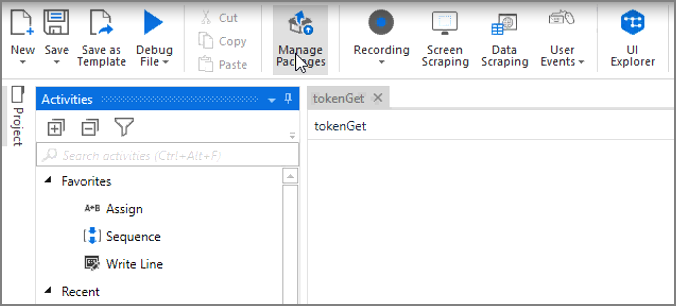 New
Save
Save as
Template
Debug
File
Cut
Copy
Paste
Manage
Packages
Recording
Screen
Scraping
Data
Scraping
User
Events
UI
Explorer
Project
Activities
tokenGet
tokenGet
Search activities (Ctrl+Alt+F)
Favorites
A+B Assign
Sequence
Write Line
Recent